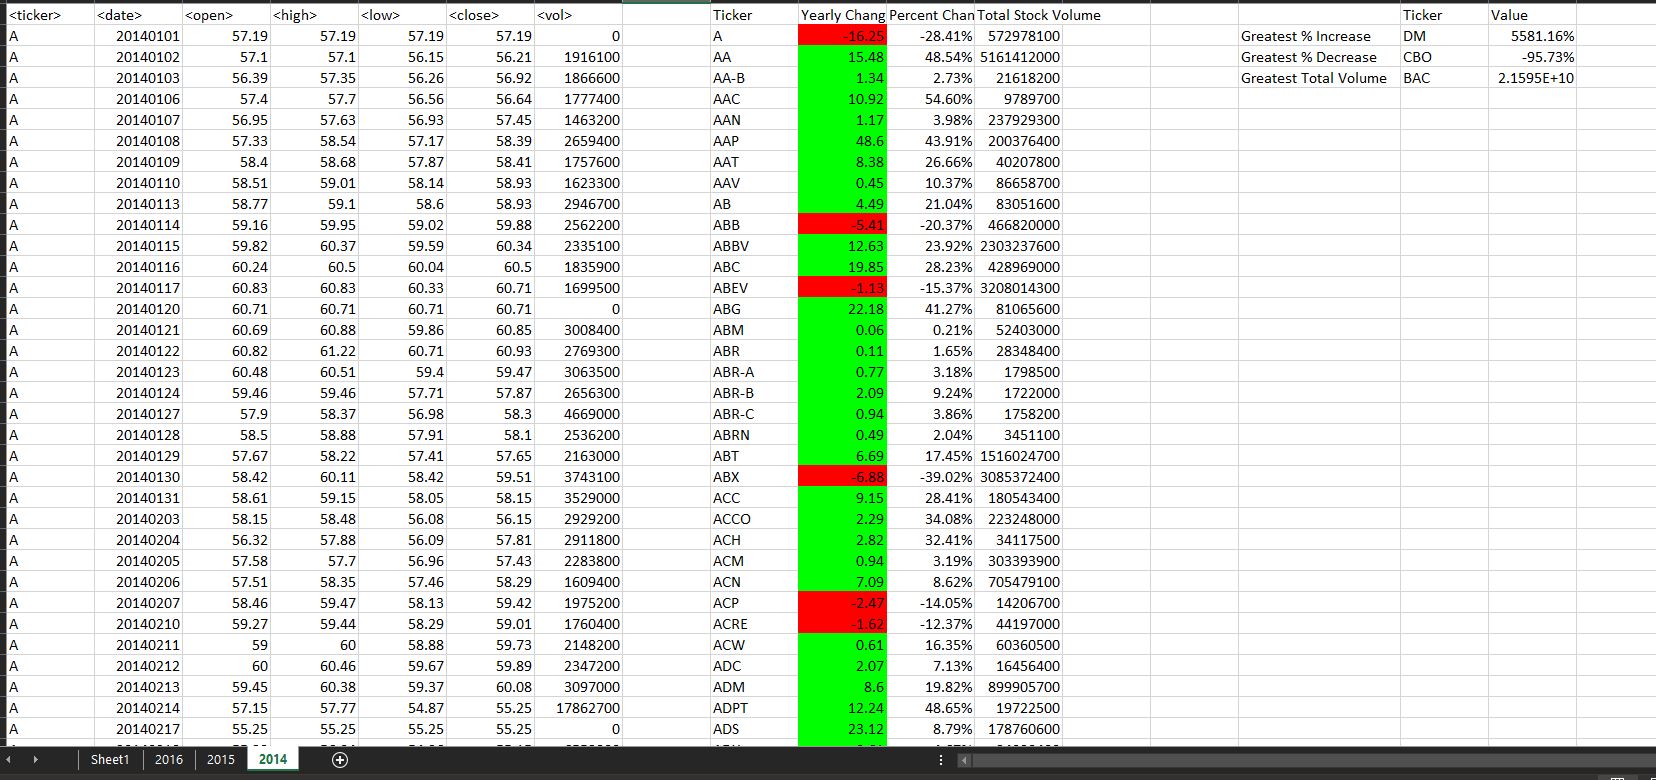 <ticker> <date> <open> <high> <low> <close> <vol> Ticker Yearly Chang Percent Chan Total Stock Volume Ticker Value
A 20140101 57.19 57.19 57.19 57.19 0 A -16.25 -28.41% 572978100 Greatest % Increase DM 5581.16%
A 20140102 57.1 57.1 56.15 56.21 1916100 AA 15.48 48.54% 5161412000 Greatest % Decrease CBO -95.73%
A 20140103 56.39 57.35 56.26 56.92 1866600 AA-B 1.34 2.73% 21618200 Greatest Total Volume BAC 2.1595E+10
A 20140106 57.4 57.7 56.56 56.64 1777400 AAC 10.92 54.60% 9789700
A 20140107 56.95 57.63 56.93 57.45 1463200 AAN 1.17 3.98% 237929300
A 20140108 57.33 58.54 57.17 58.39 2659400 AAP 48.6 43.91% 200376400
A 20140109 58.4 58.68 57.87 58.41 1757600 AAT 8.38 26.66% 40207800
A 20140110 58.51 59.01 58.14 58.93 1623300 AAV 0.45 10.37% 86658700
A 20140113 58.77 59.1 58.6 58.93 2946700 AB 4.49 21.04% 83051600
A 20140114 59.16 59.95 59.02 59.88 2562200 ABB -5.41 -20.37% 466820000
A 20140115 59.82 60.37 59.59 60.34 2335100 ABBV 12.63 23.92% 2303237600
A 20140116 60.24 60.5 60.04 60.5 1835900 ABC 19.85 28.23% 428969000
A 20140117 60.83 60.83 60.33 60.71 1699500 ABEV -1.13 -15.37% 3208014300
A 20140120 60.71 60.71 60.71 60.71 0 ABG 22.18 41.27% 81065600
A 20140121 60.69 60.88 59.86 60.85 3008400 ABM 0.06 0.21% 52403000
A 20140122 60.82 61.22 60.71 60.93 2769300 ABR 0.11 1.65% 28348400
A 20140123 60.48 60.51 59.4 59.47 3063500 ABR-A 0.77 3.18% 1798500
A 20140124 59.46 59.46 57.71 57.87 2656300 ABR-B 2.09 9.24% 1722000
A 20140127 57.9 58.37 56.98 58.3 4669000 ABR-C 0.94 3.86% 1758200
A 20140128 58.5 58.88 57.91 58.1 2536200 ABRN 0.49 2.04% 3451100
A 20140129 57.67 58.22 57.41 57.65 2163000 ABT 6.69 17.45% 1516024700
A 20140130 58.42 60.11 58.42 59.51 3743100 ABX -6.88 -39.02% 3085372400
A 20140131 58.61 59.15 58.05 58.15 3529000 ACC 9.15 28.41% 180543400
A 20140203 58.15 58.48 56.08 56.15 2929200 ACCO 2.29 34.08% 223248000
A 20140204 56.32 57.88 56.09 57.81 2911800 ACH 2.82 32.41% 34117500
A 20140205 57.58 57.7 56.96 57.43 2283800 ACM 0.94 3.19% 303393900
A 20140206 57.51 58.35 57.46 58.29 1609400 ACN 7.09 8.62% 705479100
A 20140207 58.46 59.47 58.13 59.42 1975200 ACP -2.47 -14.05% 14206700
A 20140210 59.27 59.44 58.29 59.01 1760400 ACRE -1.62 -12.37% 44197000
A 20140211 59 60 58.88 59.73 2148200 ACW 0.61 16.35% 60360500
A 20140212 60 60.46 59.67 59.89 2347200 ADC 2.07 7.13% 16456400
A 20140213 59.45 60.38 59.37 60.08 3097000 ADM 8.6 19.82% 899905700
A 20140214 57.15 57.77 54.87 55.25 17862700 ADPT 12.24 48.65% 19722500
A 20140217 55.25 55.25 55.25 55.25 0 ADS 23.12 8.79% 178760600
Sheet1 2016 2015 2014